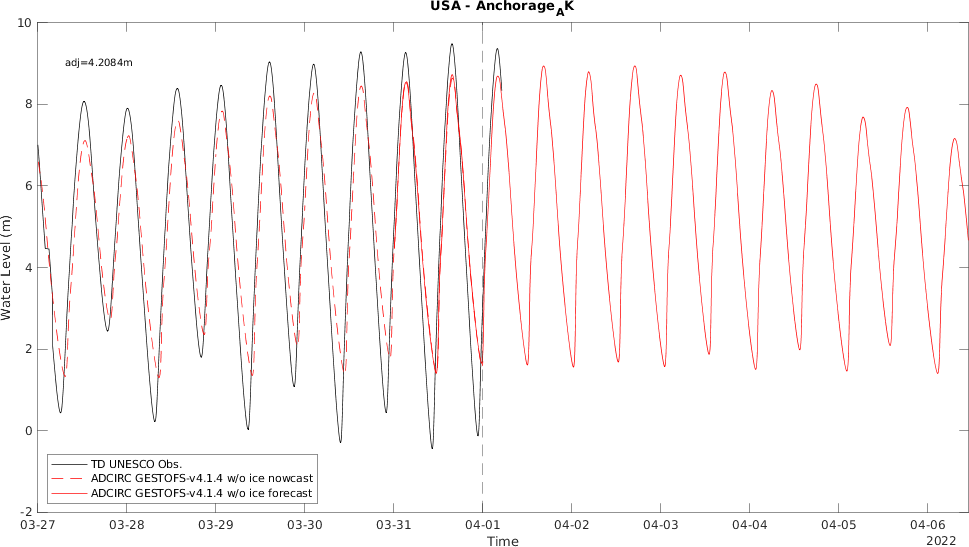 USA - Anchorage_AK
adj=4.2084m
10
8
6
4
2
0
-2
Water Level (m)
TD UNESCO Obs.
ADCIRC GESTOFS-v4.1.4 w/o ice nowcast
ADCIRC GESTOFS-v4.1.4 w/o ice forecast
03-27 03-28 03-29 03-30 03-31 04-01 04-02 04-03 04-04 04-05 04-06
Time
2022